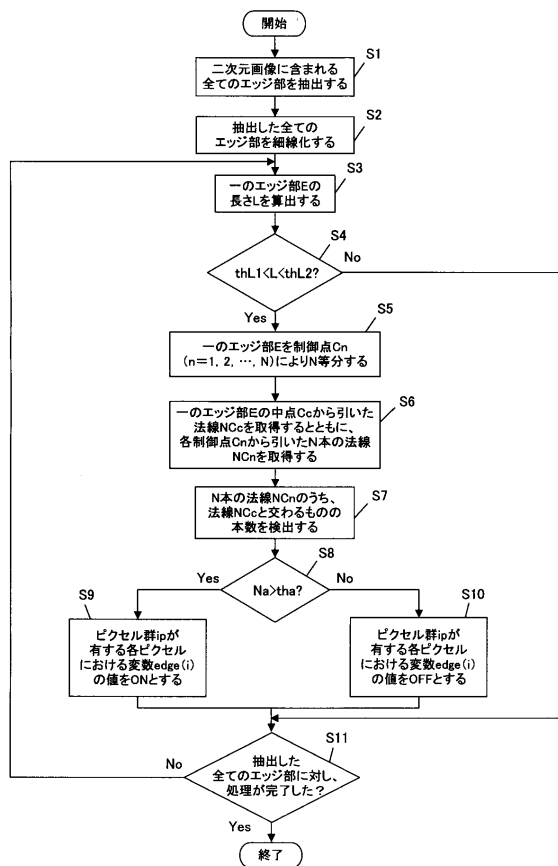 開始
S1
二次元画像に含まれる
全てのエッジ部を抽出する
S2
抽出した全ての
エッジ部を細線化する
S3
一のエッジ部Eの
長さLを算出する
S4
thL1<L<thL2?
No
Yes
S5
一のエッジ部Eを制御点Cn
(n=1, 2, …, N)によりN等分する
S6
一のエッジ部Eの中点Ccから引いた
法線NCcを取得するとともに、
各制御点Cnから引いたN本の法線
NCnを取得する
S7
N本の法線NCnのうち、
法線NCcと交わるものの
本数を検出する
S8
Na>tha?
Yes
No
S9
ピクセル群ipが
有する各ピクセル
における変数edge(i)
の値をONとする
S10
ピクセル群ipが
有する各ピクセル
における変数edge(i)
の値をOFFとする
S11
抽出した
全てのエッジ部に対し、
処理が完了した?
No
Yes
終了